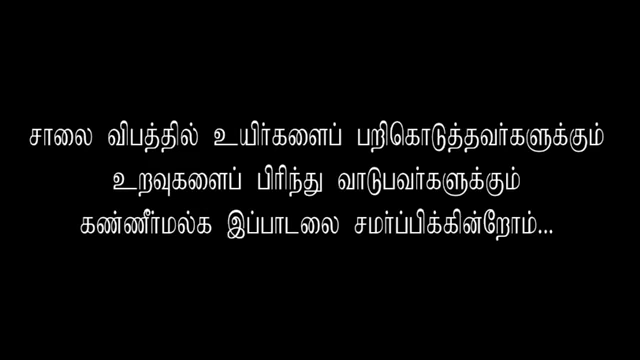 சாலை விபத்தில் உயிர்களைப் பறிகொடுத்தவர்களுக்கும்
உறவுகளைப் பிரிந்து வாடுபவர்களுக்கும்
கண்ணீர்மல்க இப்பாடலை சமர்ப்பிக்கின்றோம்...